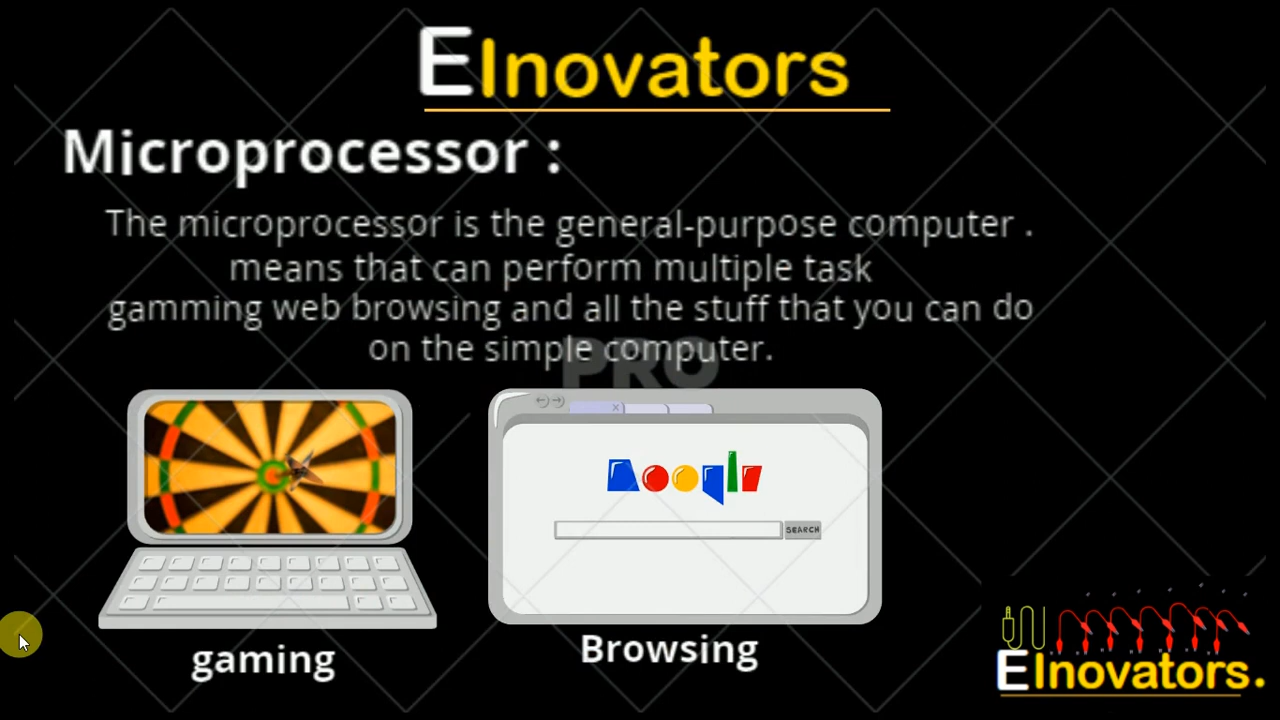 EInovators
Microprocessor :
The microprocessor is the general-purpose computer .
means that can perform multiple task
gamming web browsing and all the stuff that you can do
on the simple computer.
PRO
SEARCH
gaming
Browsing
EInovators.